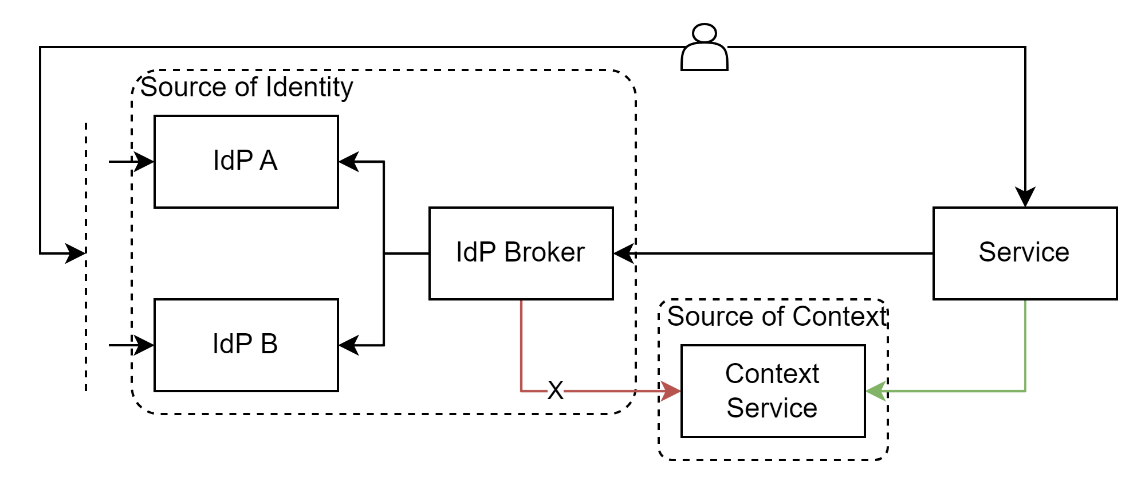 Source of Identity
IdP A
IdP Broker
Service
IdP B
Source of Context
Context
Service
X